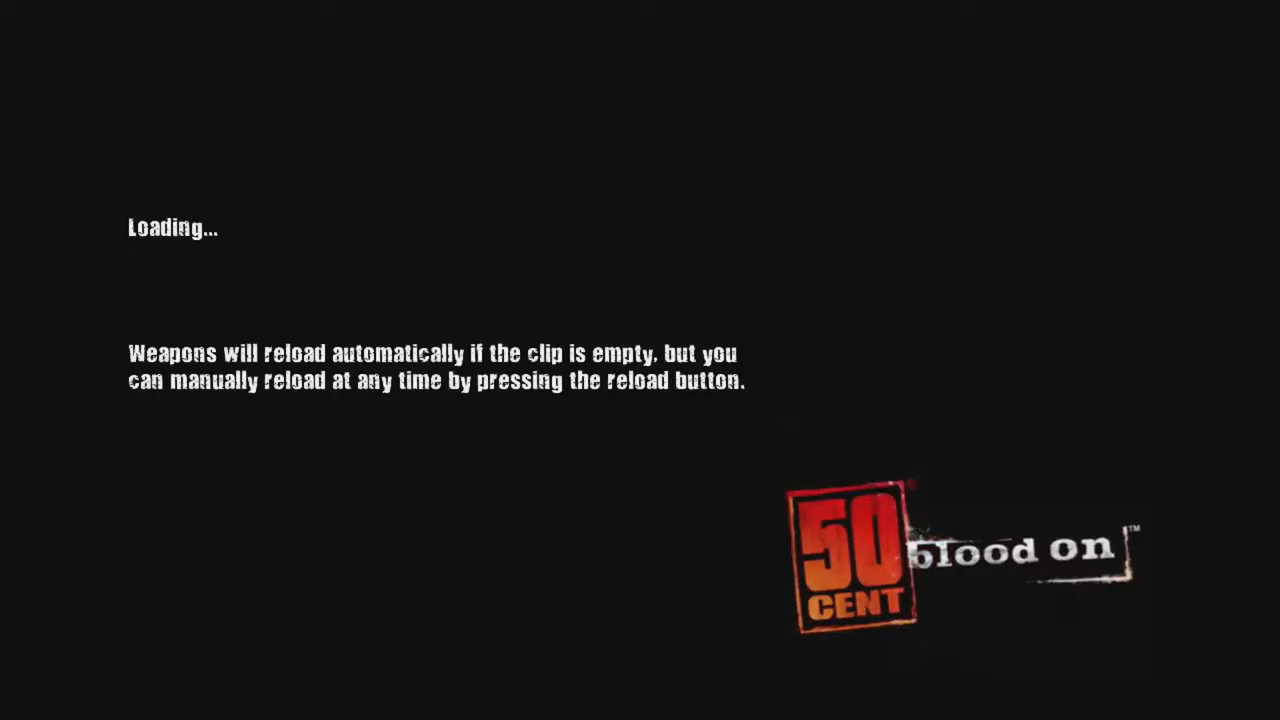 Loading...
Weapons will reload automatically if the clip is empty, but you
can manually reload at any time by pressing the reload button.
50
CENT
blood on™